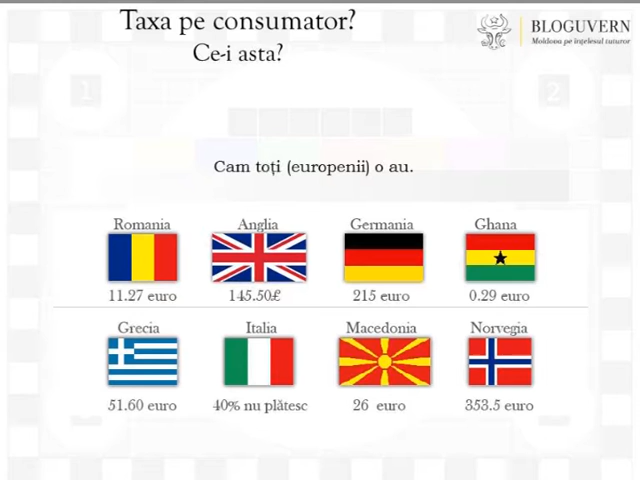 Taxa pe consumator?
Ce-i asta?
BLOGUVERN
Moldova pe înțelesul tuturor
1
2
Cam toți (europenii) o au.
Romania Anglia Germania Ghana
11.27 euro 145.50£ 215 euro 0.29 euro
Grecia Italia Macedonia Norvegia
51.60 euro 40% nu plătesc 26 euro 353.5 euro